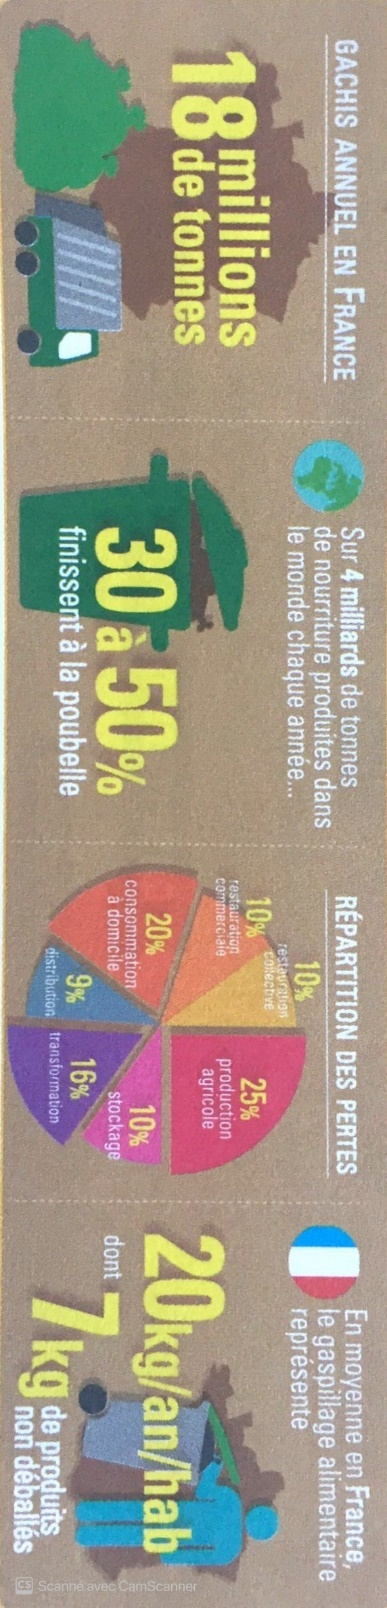 GACHIS ANNUEL EN FRANCE
18 millions
de tonnes
Sur 4 milliards de tonnes
de nourriture produites dans
le monde chaque année...
30 à 50%
finissent à la poubelle
RÉPARTITION DES PERTES
10%
restauration
collective
10%
restauration
commerciale
25%
production
agricole
20%
consommation
à domicile
10%
stockage
9%
distribution
16%
transformation
En moyenne en France,
le gaspillage alimentaire
représente
20kg/an/hab
dont 7kg de produits
non déballés
CS Scanné avec CamScanner